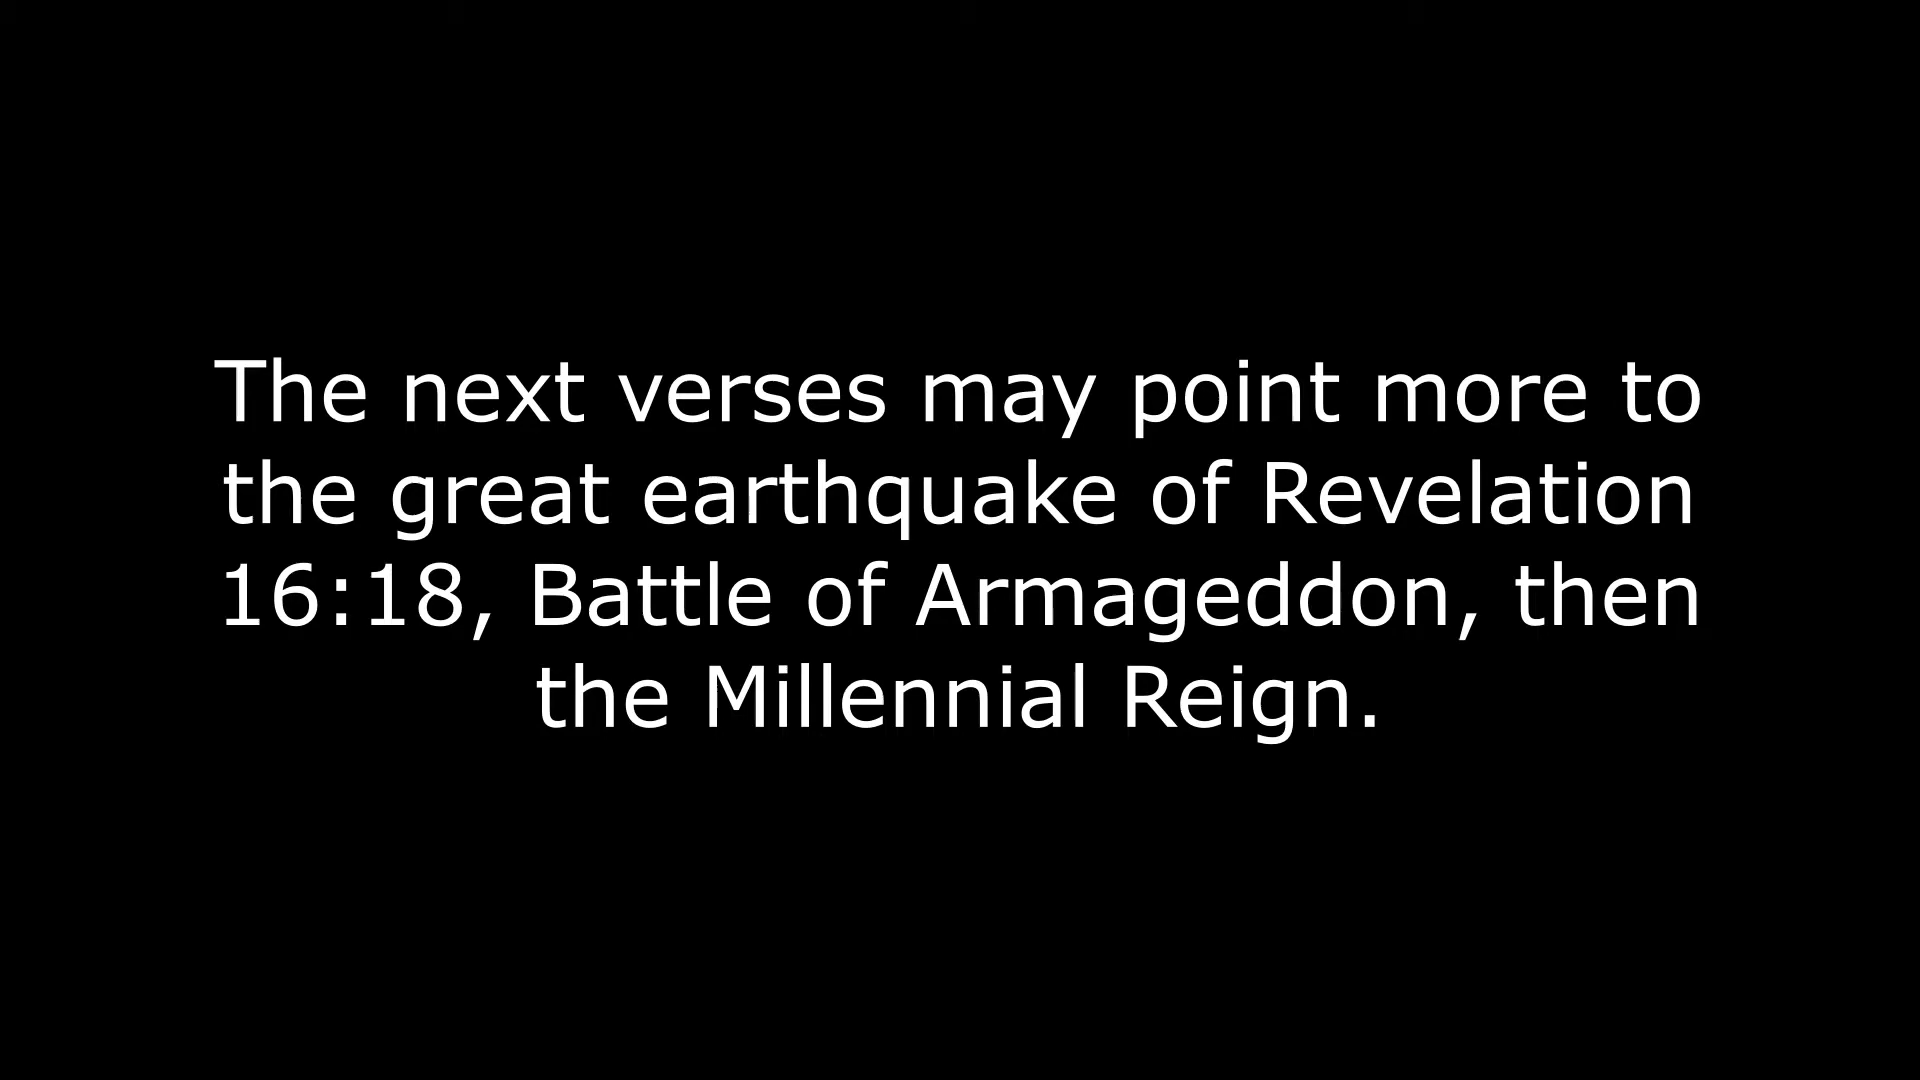 The next verses may point more to
the great earthquake of Revelation
16:18, Battle of Armageddon, then
the Millennial Reign.